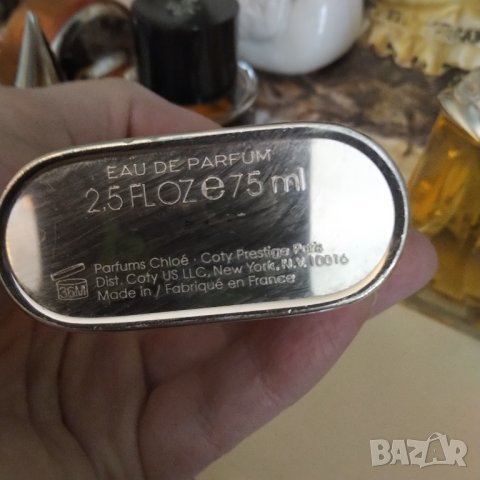 EAU DE PARFUM
2,5 FL OZ e 75 ml
Parfums Chloé · Coty Prestige Paris
Dist. Coty US LLC, New York, N.Y. 10016
Made in / Fabriqué en France
36M
BAZAR